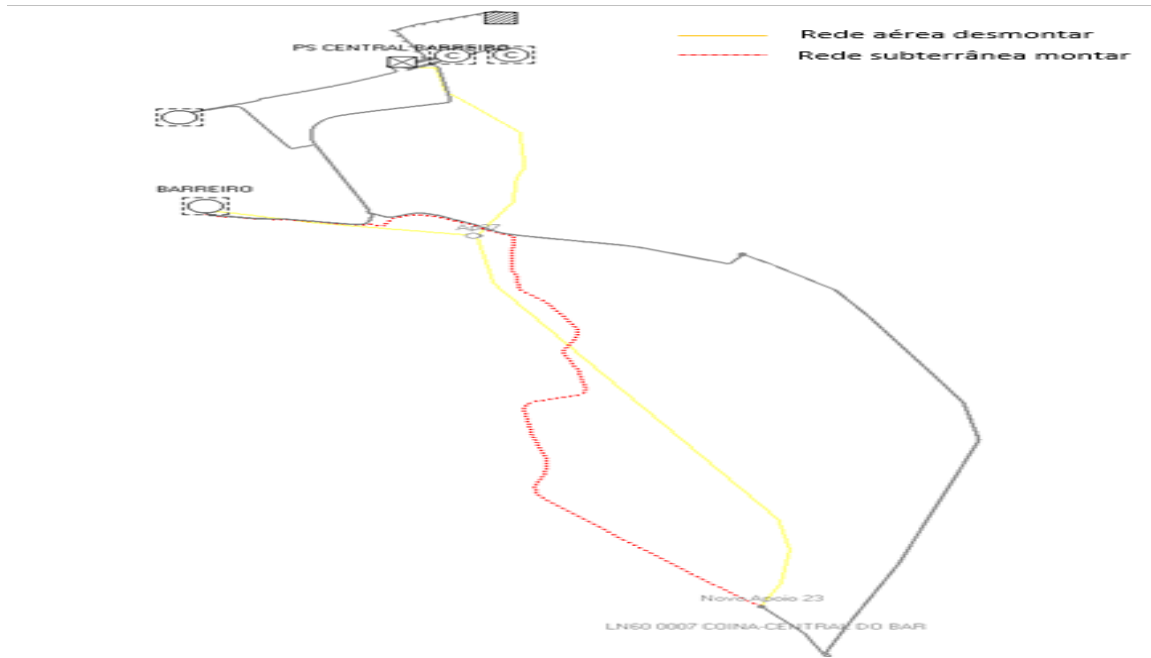 Rede aérea desmontar
Rede subterrânea montar
PS CENTRAL BARREIRO
C C
BARREIRO
Novo Apoio 23
LN60 0007 COINA-CENTRAL DO BAR